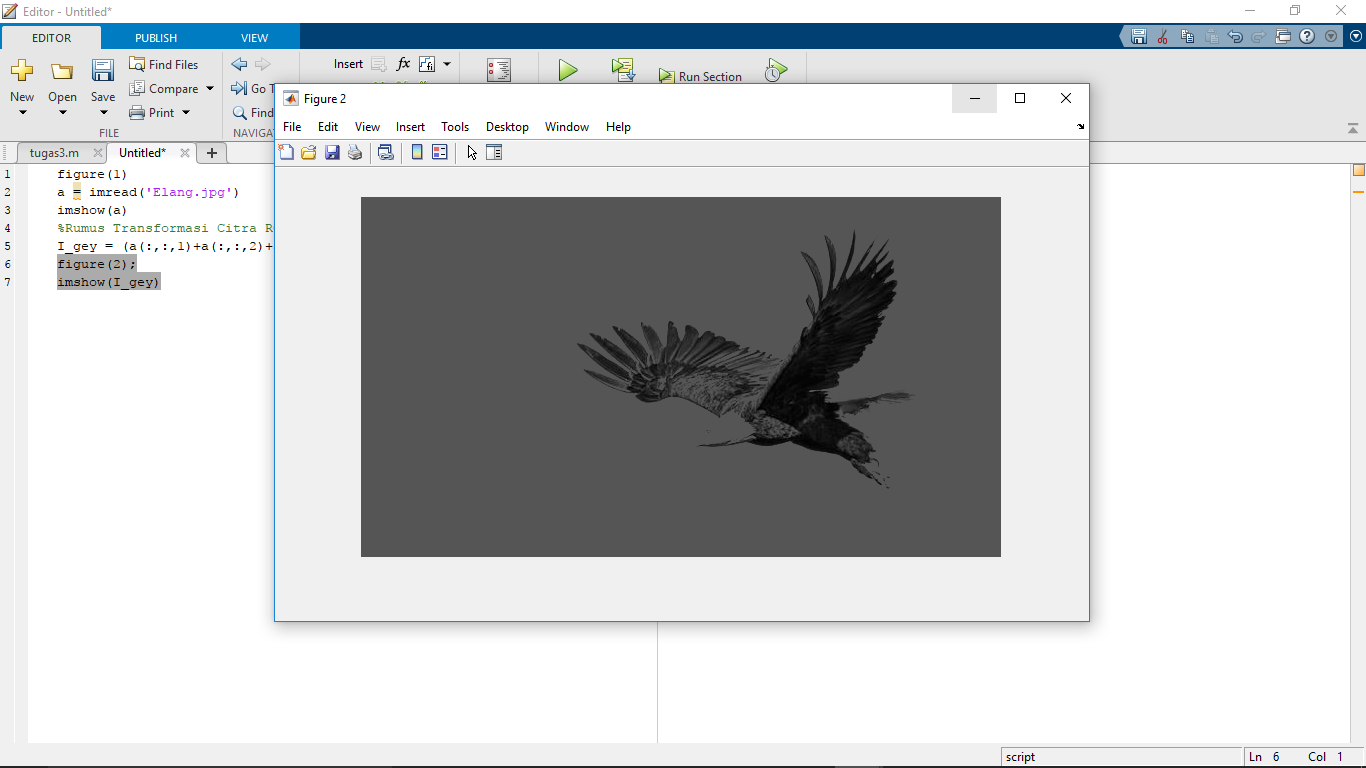 Editor - Untitled*
EDITOR PUBLISH VIEW
Find Files Insert fx
New Open Save Compare Go T Run Section
Print Find
FILE NAVIGA
tugas3.m Untitled*
Figure 2
File Edit View Insert Tools Desktop Window Help
1 figure(1)
2 a = imread('Elang.jpg')
3 imshow(a)
4 %Rumus Transformasi Citra R
5 I_gey = (a(:,:,1)+a(:,:,2)+
6 figure(2);
7 imshow(I_gey)
script Ln 6 Col 1